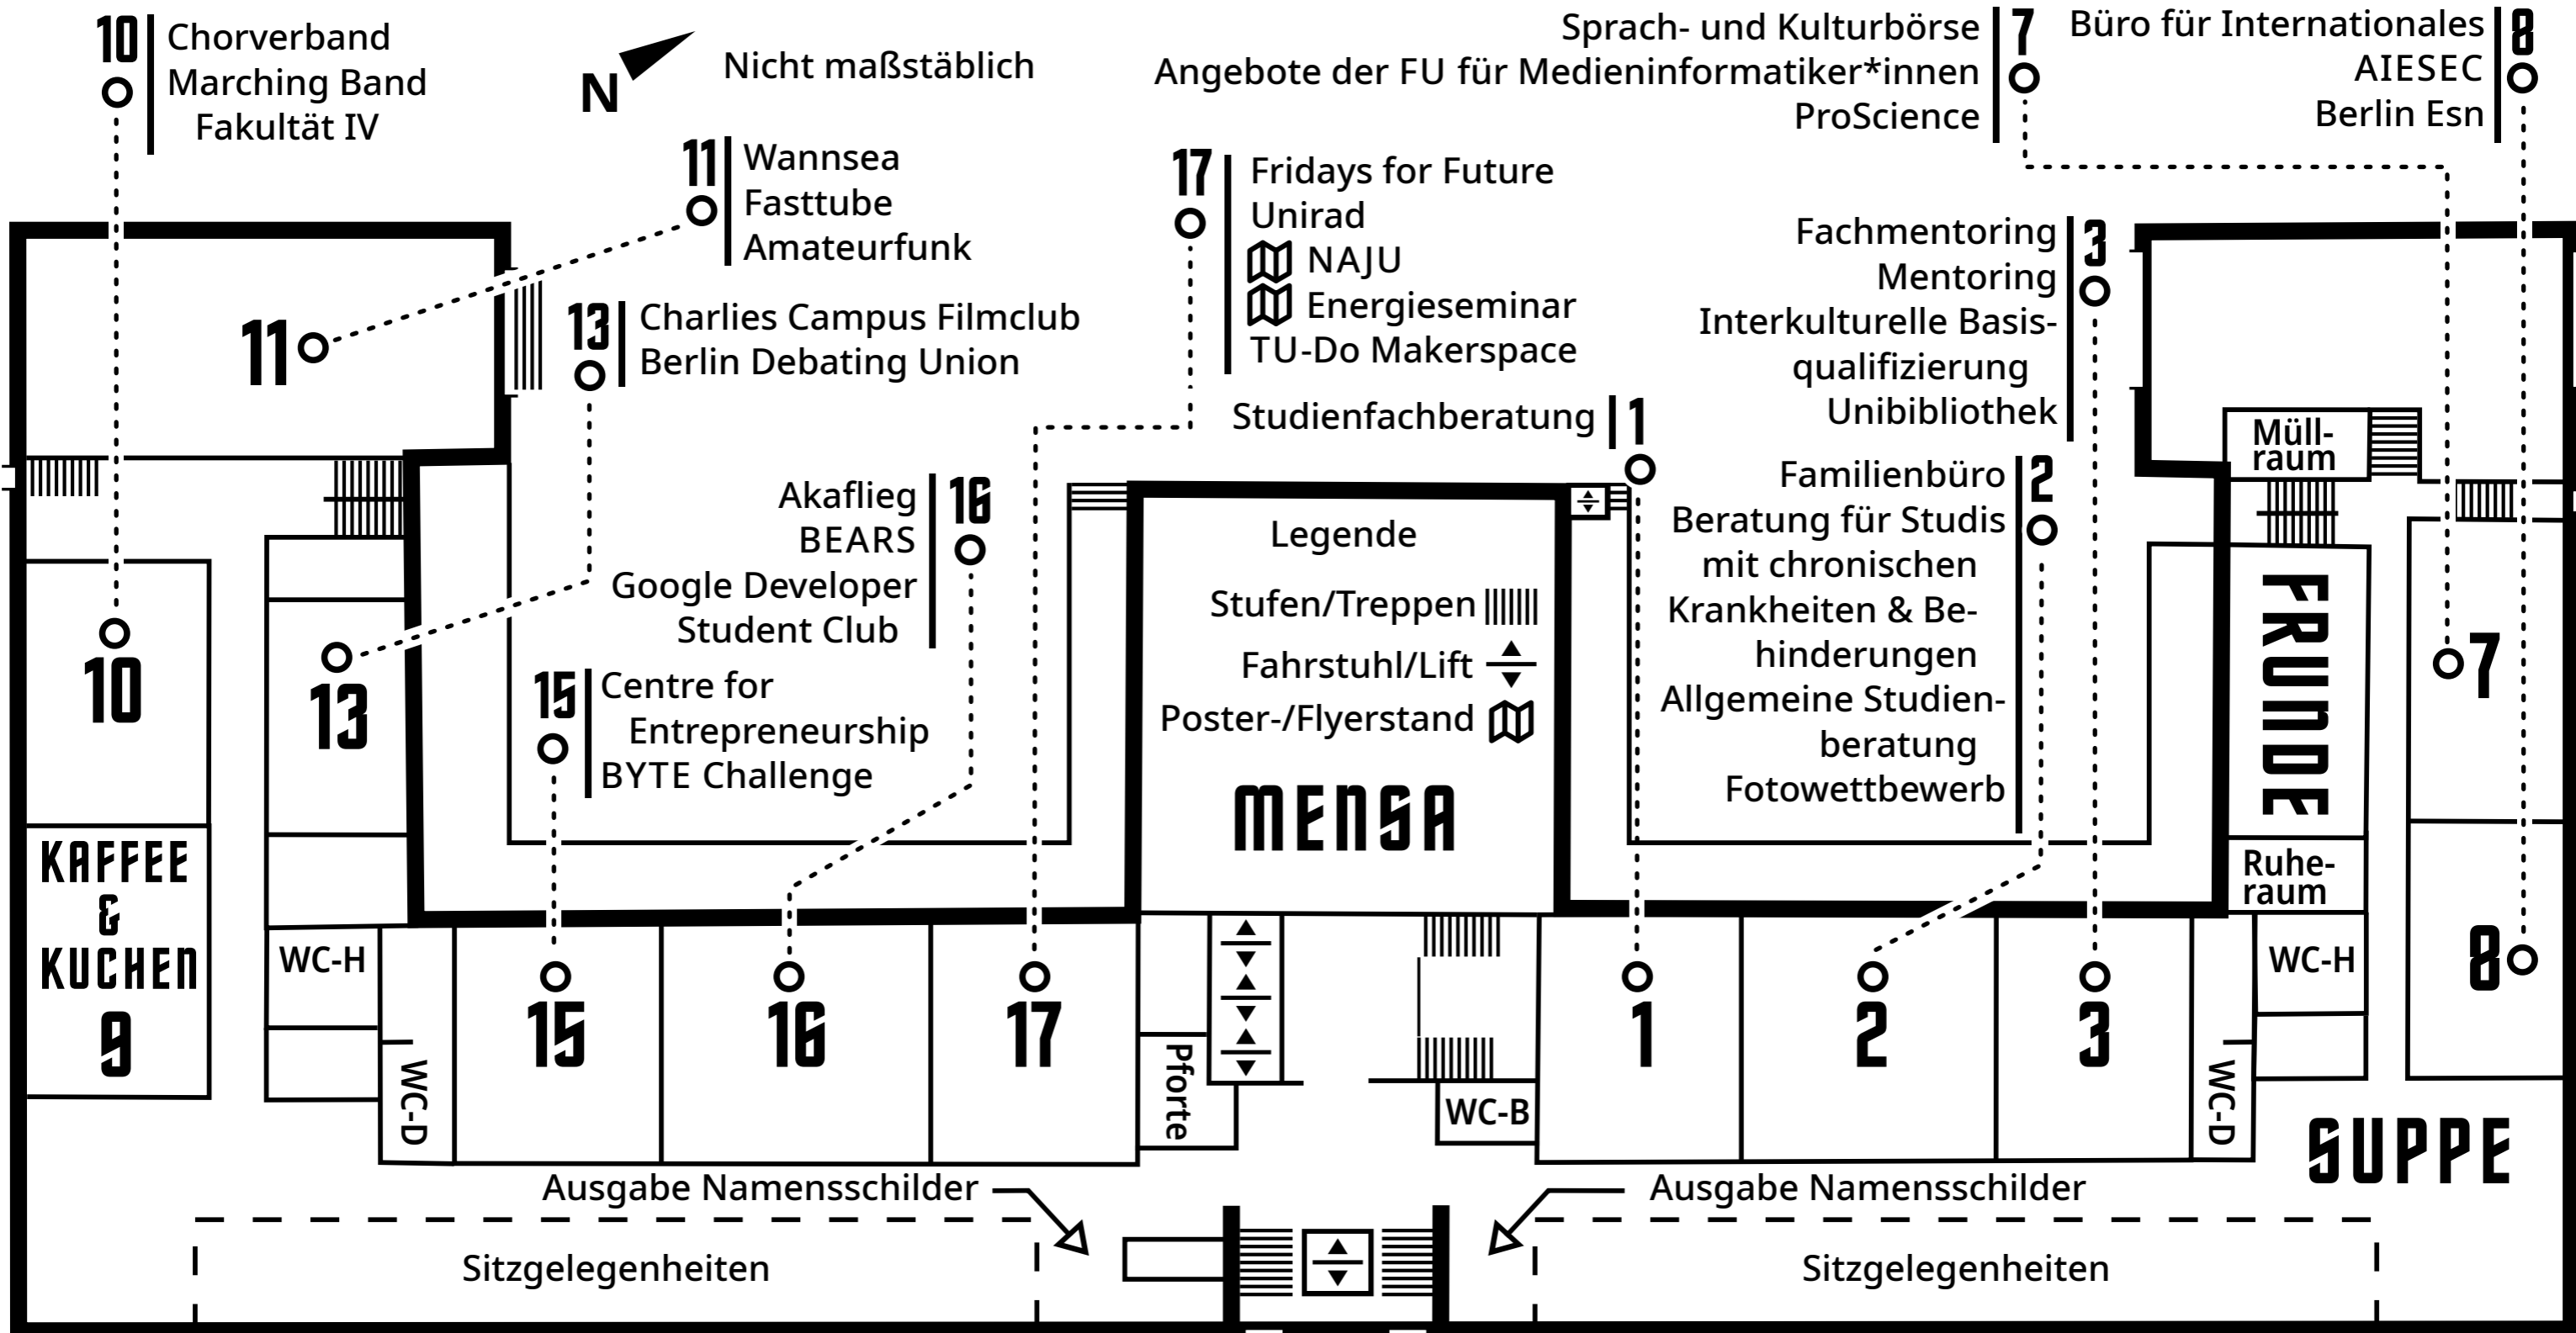 10
Chorverband
Marching Band
Fakultät IV
N
Nicht maßstäblich
Sprach- und Kulturbörse
Angebote der FU für Medieninformatiker*innen
ProScience
7
Büro für Internationales
AIESEC
Berlin Esn
8
11
Wannsea
Fasttube
Amateurfunk
17
Fridays for Future
Unirad
NAJU
Energieseminar
TU-Do Makerspace
Fachmentoring
Mentoring
Interkulturelle Basis-
qualifizierung
Unibibliothek
3
11
13
Charlies Campus Filmclub
Berlin Debating Union
Studienfachberatung
1
Müll-
raum
Akaflieg
BEARS
Google Developer
Student Club
16
Familienbüro
Beratung für Studis
mit chronischen
Krankheiten & Be-
hinderungen
Allgemeine Studien-
beratung
Fotowettbewerb
2
Legende
Stufen/Treppen
Fahrstuhl/Lift
Poster-/Flyerstand
MENSA
15
Centre for
Entrepreneurship
BYTE Challenge
10
13
FRUNDE
7
KAFFEE
&
KUCHEN
9
Ruhe-
raum
WC-H
WC-D
15
16
17
Pforte
WC-B
1
2
3
WC-D
WC-H
8
SUPPE
Ausgabe Namensschilder
Ausgabe Namensschilder
Sitzgelegenheiten
Sitzgelegenheiten